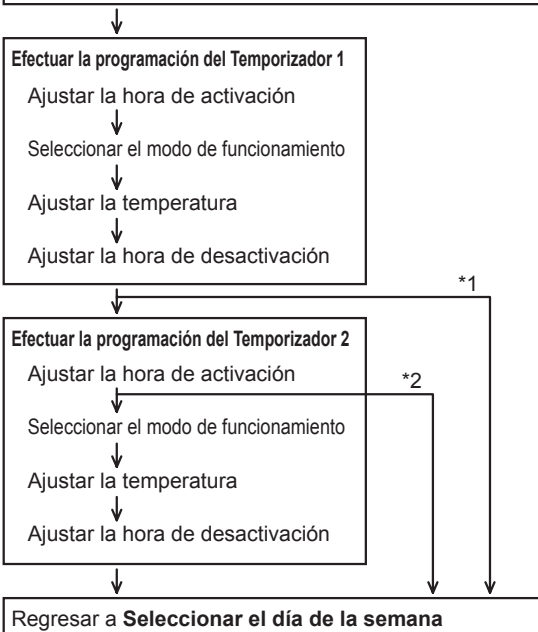 Efectuar la programación del Temporizador 1
Ajustar la hora de activación
Seleccionar el modo de funcionamiento
Ajustar la temperatura
Ajustar la hora de desactivación
*1
Efectuar la programación del Temporizador 2
Ajustar la hora de activación
*2
Seleccionar el modo de funcionamiento
Ajustar la temperatura
Ajustar la hora de desactivación
Regresar a Seleccionar el día de la semana